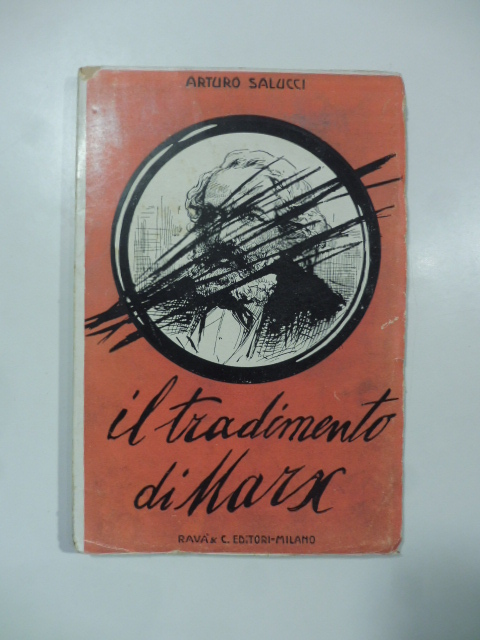 ARTURO SALUCCI
il tradimento
di Marx
RAVÀ & C. EDITORI-MILANO